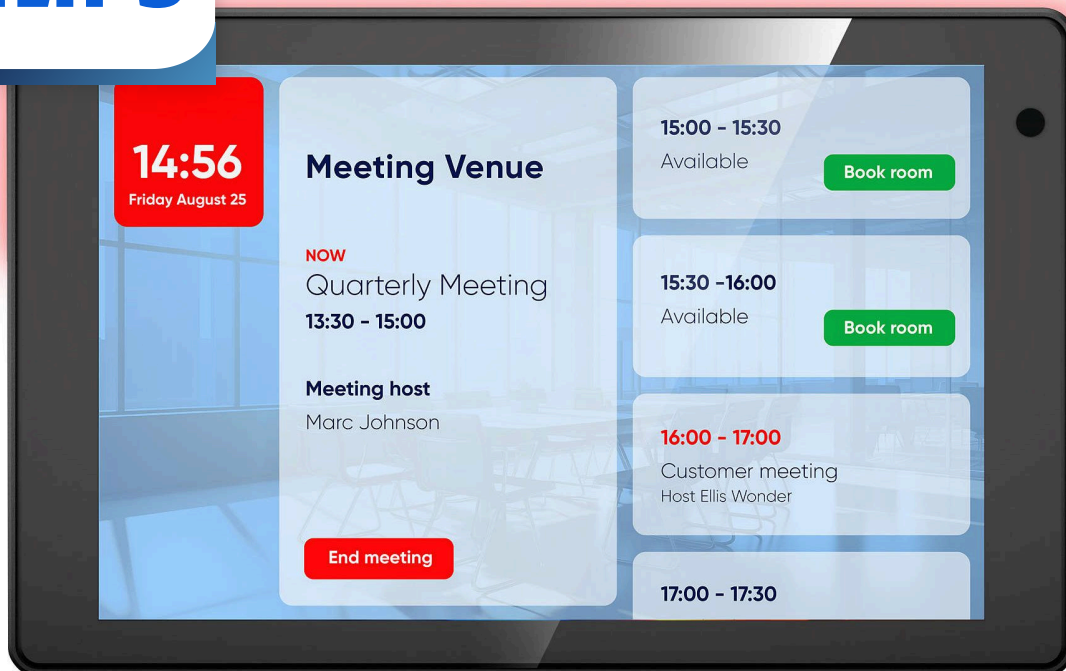 14:56
Friday August 25
Meeting Venue
NOW
Quarterly Meeting
13:30 - 15:00
Meeting host
Marc Johnson
End meeting
15:00 - 15:30
Available
Book room
15:30 -16:00
Available
Book room
16:00 - 17:00
Customer meeting
Host Ellis Wonder
17:00 - 17:30